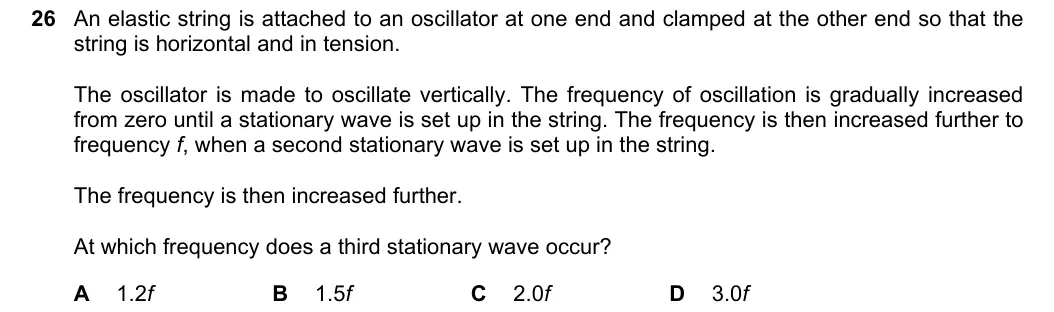 26 An elastic string is attached to an oscillator at one end and clamped at the other end so that the
string is horizontal and in tension.
The oscillator is made to oscillate vertically. The frequency of oscillation is gradually increased
from zero until a stationary wave is set up in the string. The frequency is then increased further to
frequency f, when a second stationary wave is set up in the string.
The frequency is then increased further.
At which frequency does a third stationary wave occur?
A 1.2f B 1.5f C 2.0f D 3.0f